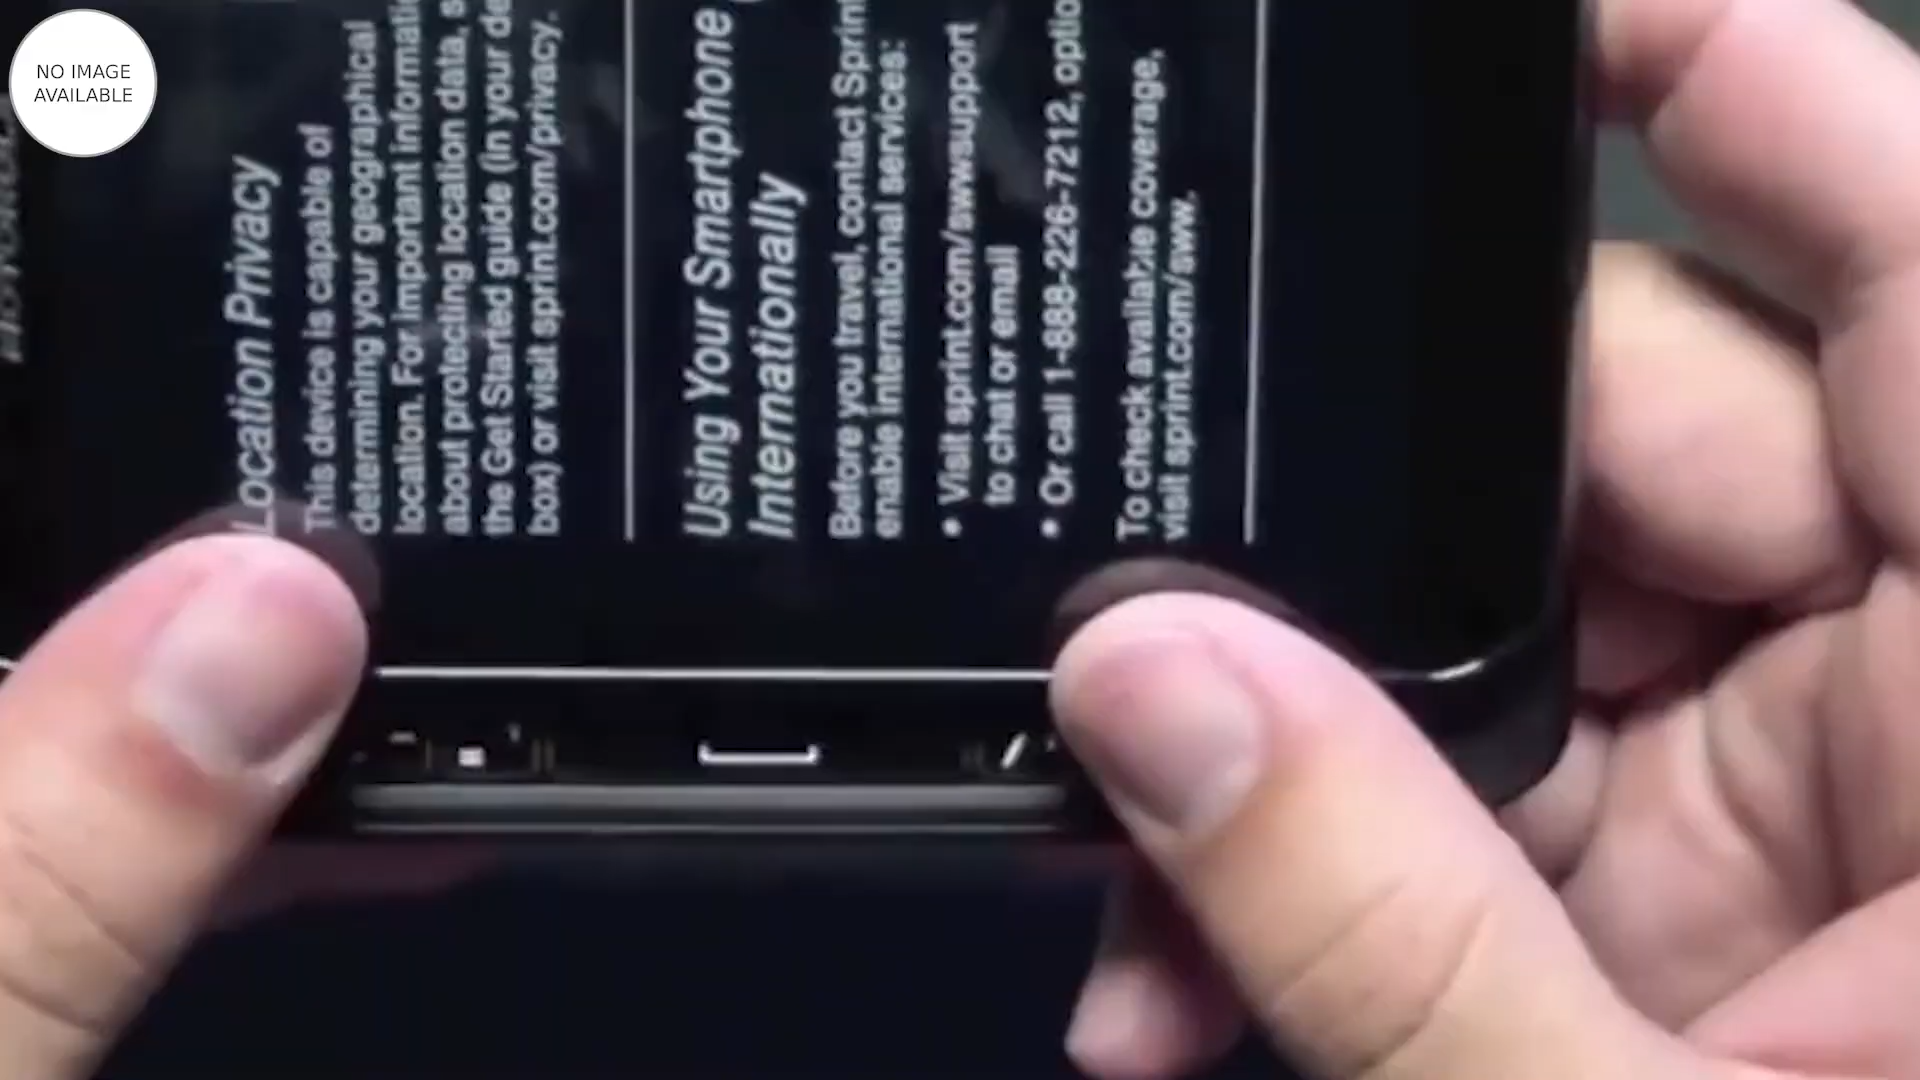 NO IMAGE
AVAILABLE
Location Privacy
This device is capable of
determining your geographical
location. For important informatio
about protecting location data, s
the Get Started guide (in your de
box) or visit sprint.com/privacy.
Using Your Smartphone
Internationally
Before you travel, contact Sprint
enable international services:
• Visit sprint.com/swwsupport
to chat or email
• Or call 1-888-226-7212, optio
To check available coverage,
visit sprint.com/sww.